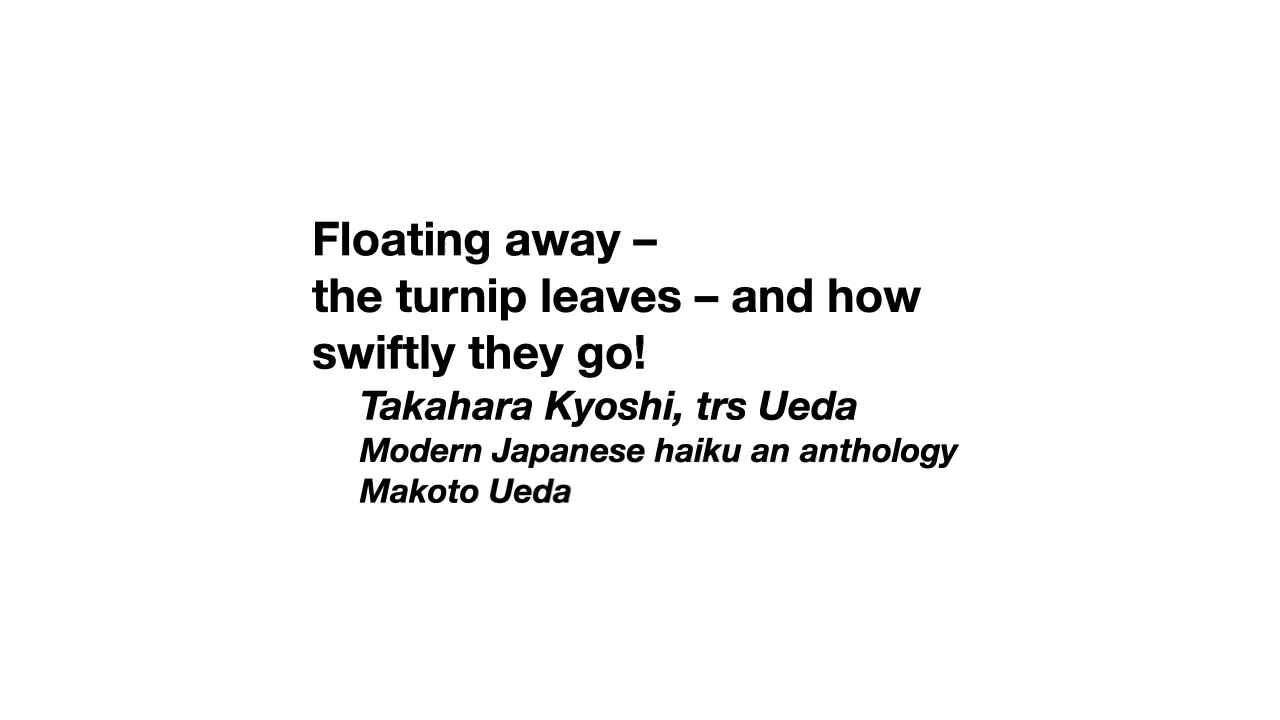 Floating away –
the turnip leaves – and how
swiftly they go!
Takahara Kyoshi, trs Ueda
Modern Japanese haiku an anthology
Makoto Ueda